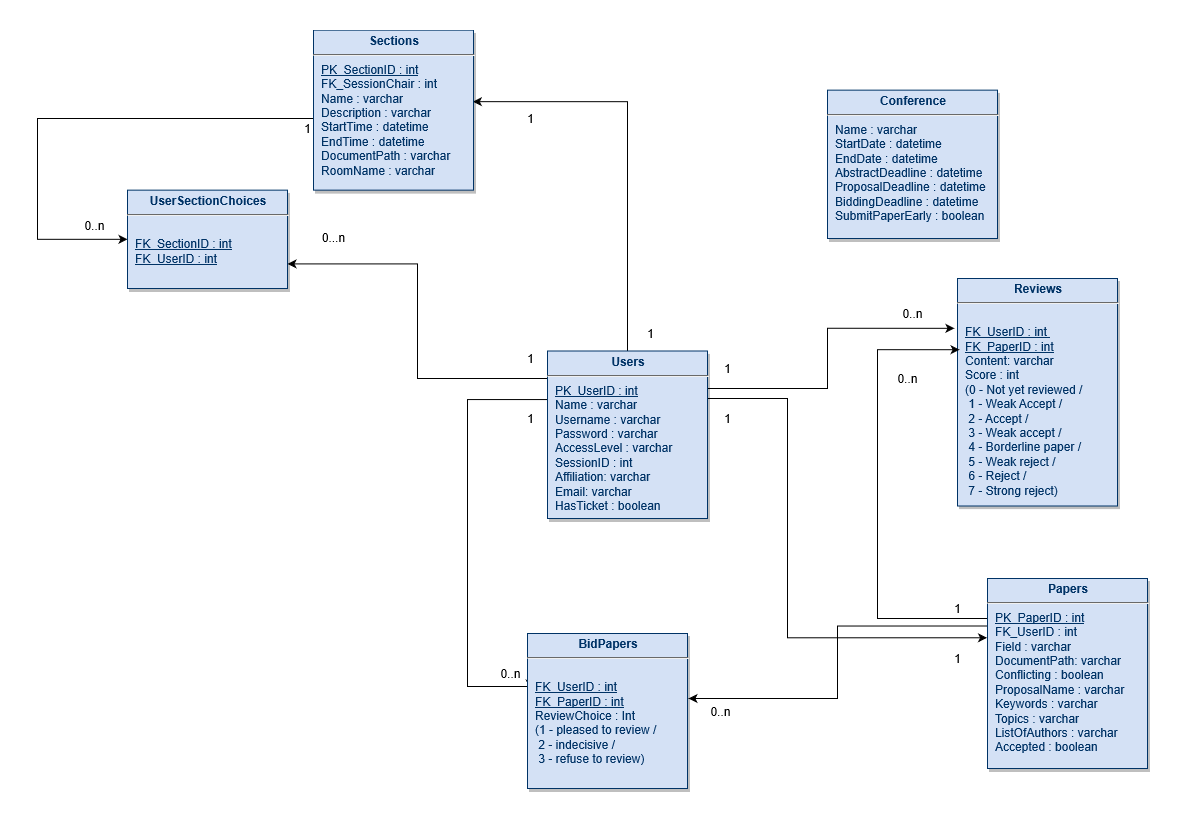 Sections
PK_SectionID : int
FK_SessionChair : int
Name : varchar
Description : varchar
StartTime : datetime
EndTime : datetime
DocumentPath : varchar
RoomName : varchar
1
1
Conference
Name : varchar
StartDate : datetime
EndDate : datetime
AbstractDeadline : datetime
ProposalDeadline : datetime
BiddingDeadline : datetime
SubmitPaperEarly : boolean
UserSectionChoices
FK_SectionID : int
FK_UserID : int
0..n
0...n
Reviews
FK_UserID : int
FK_PaperID : int
Content: varchar
Score : int
(0 - Not yet reviewed /
1 - Weak Accept /
2 - Accept /
3 - Weak accept /
4 - Borderline paper /
5 - Weak reject /
6 - Reject /
7 - Strong reject)
0..n
0..n
1
1
1
1
1
Users
PK_UserID : int
Name : varchar
Username : varchar
Password : varchar
AccessLevel : varchar
SessionID : int
Affiliation: varchar
Email: varchar
HasTicket : boolean
Papers
PK_PaperID : int
FK_UserID : int
Field : varchar
DocumentPath: varchar
Conflicting : boolean
ProposalName : varchar
Keywords : varchar
Topics : varchar
ListOfAuthors : varchar
Accepted : boolean
1
1
BidPapers
FK_UserID : int
FK_PaperID : int
ReviewChoice : Int
(1 - pleased to review /
2 - indecisive /
3 - refuse to review)
0..n
0..n